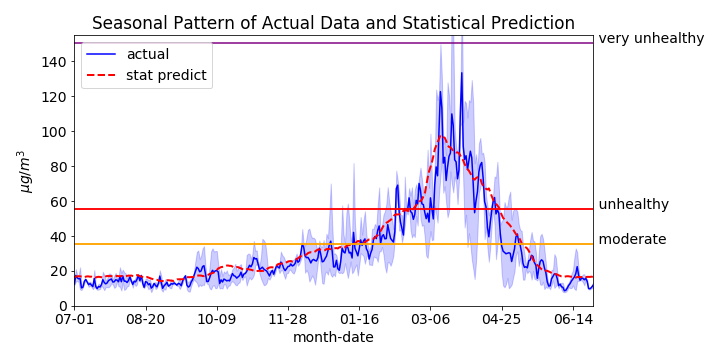 Seasonal Pattern of Actual Data and Statistical Prediction
very unhealthy
140
actual
stat predict
120
100
80
μg/m³
60
unhealthy
40
moderate
20
0
07-01 08-20 10-09 11-28 01-16 03-06 04-25 06-14
month-date